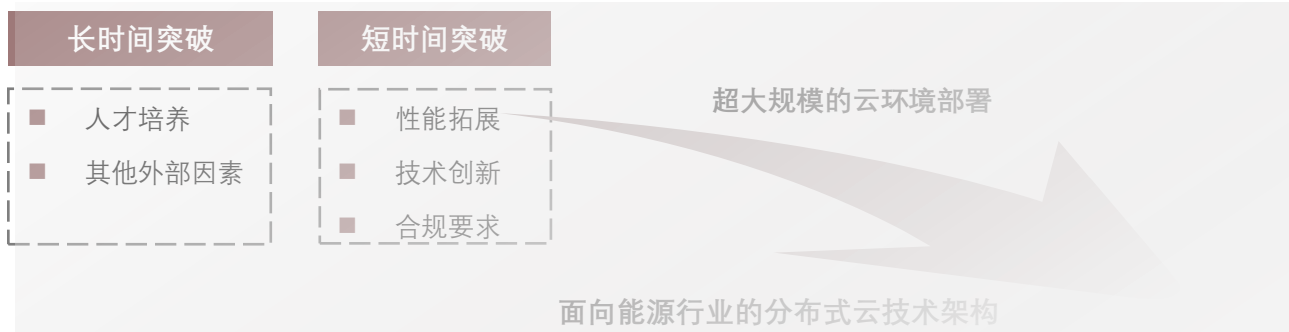 长时间突破
人才培养
其他外部因素
短时间突破
性能拓展
技术创新
合规要求
超大规模的云环境部署
面向能源行业的分布式云技术架构